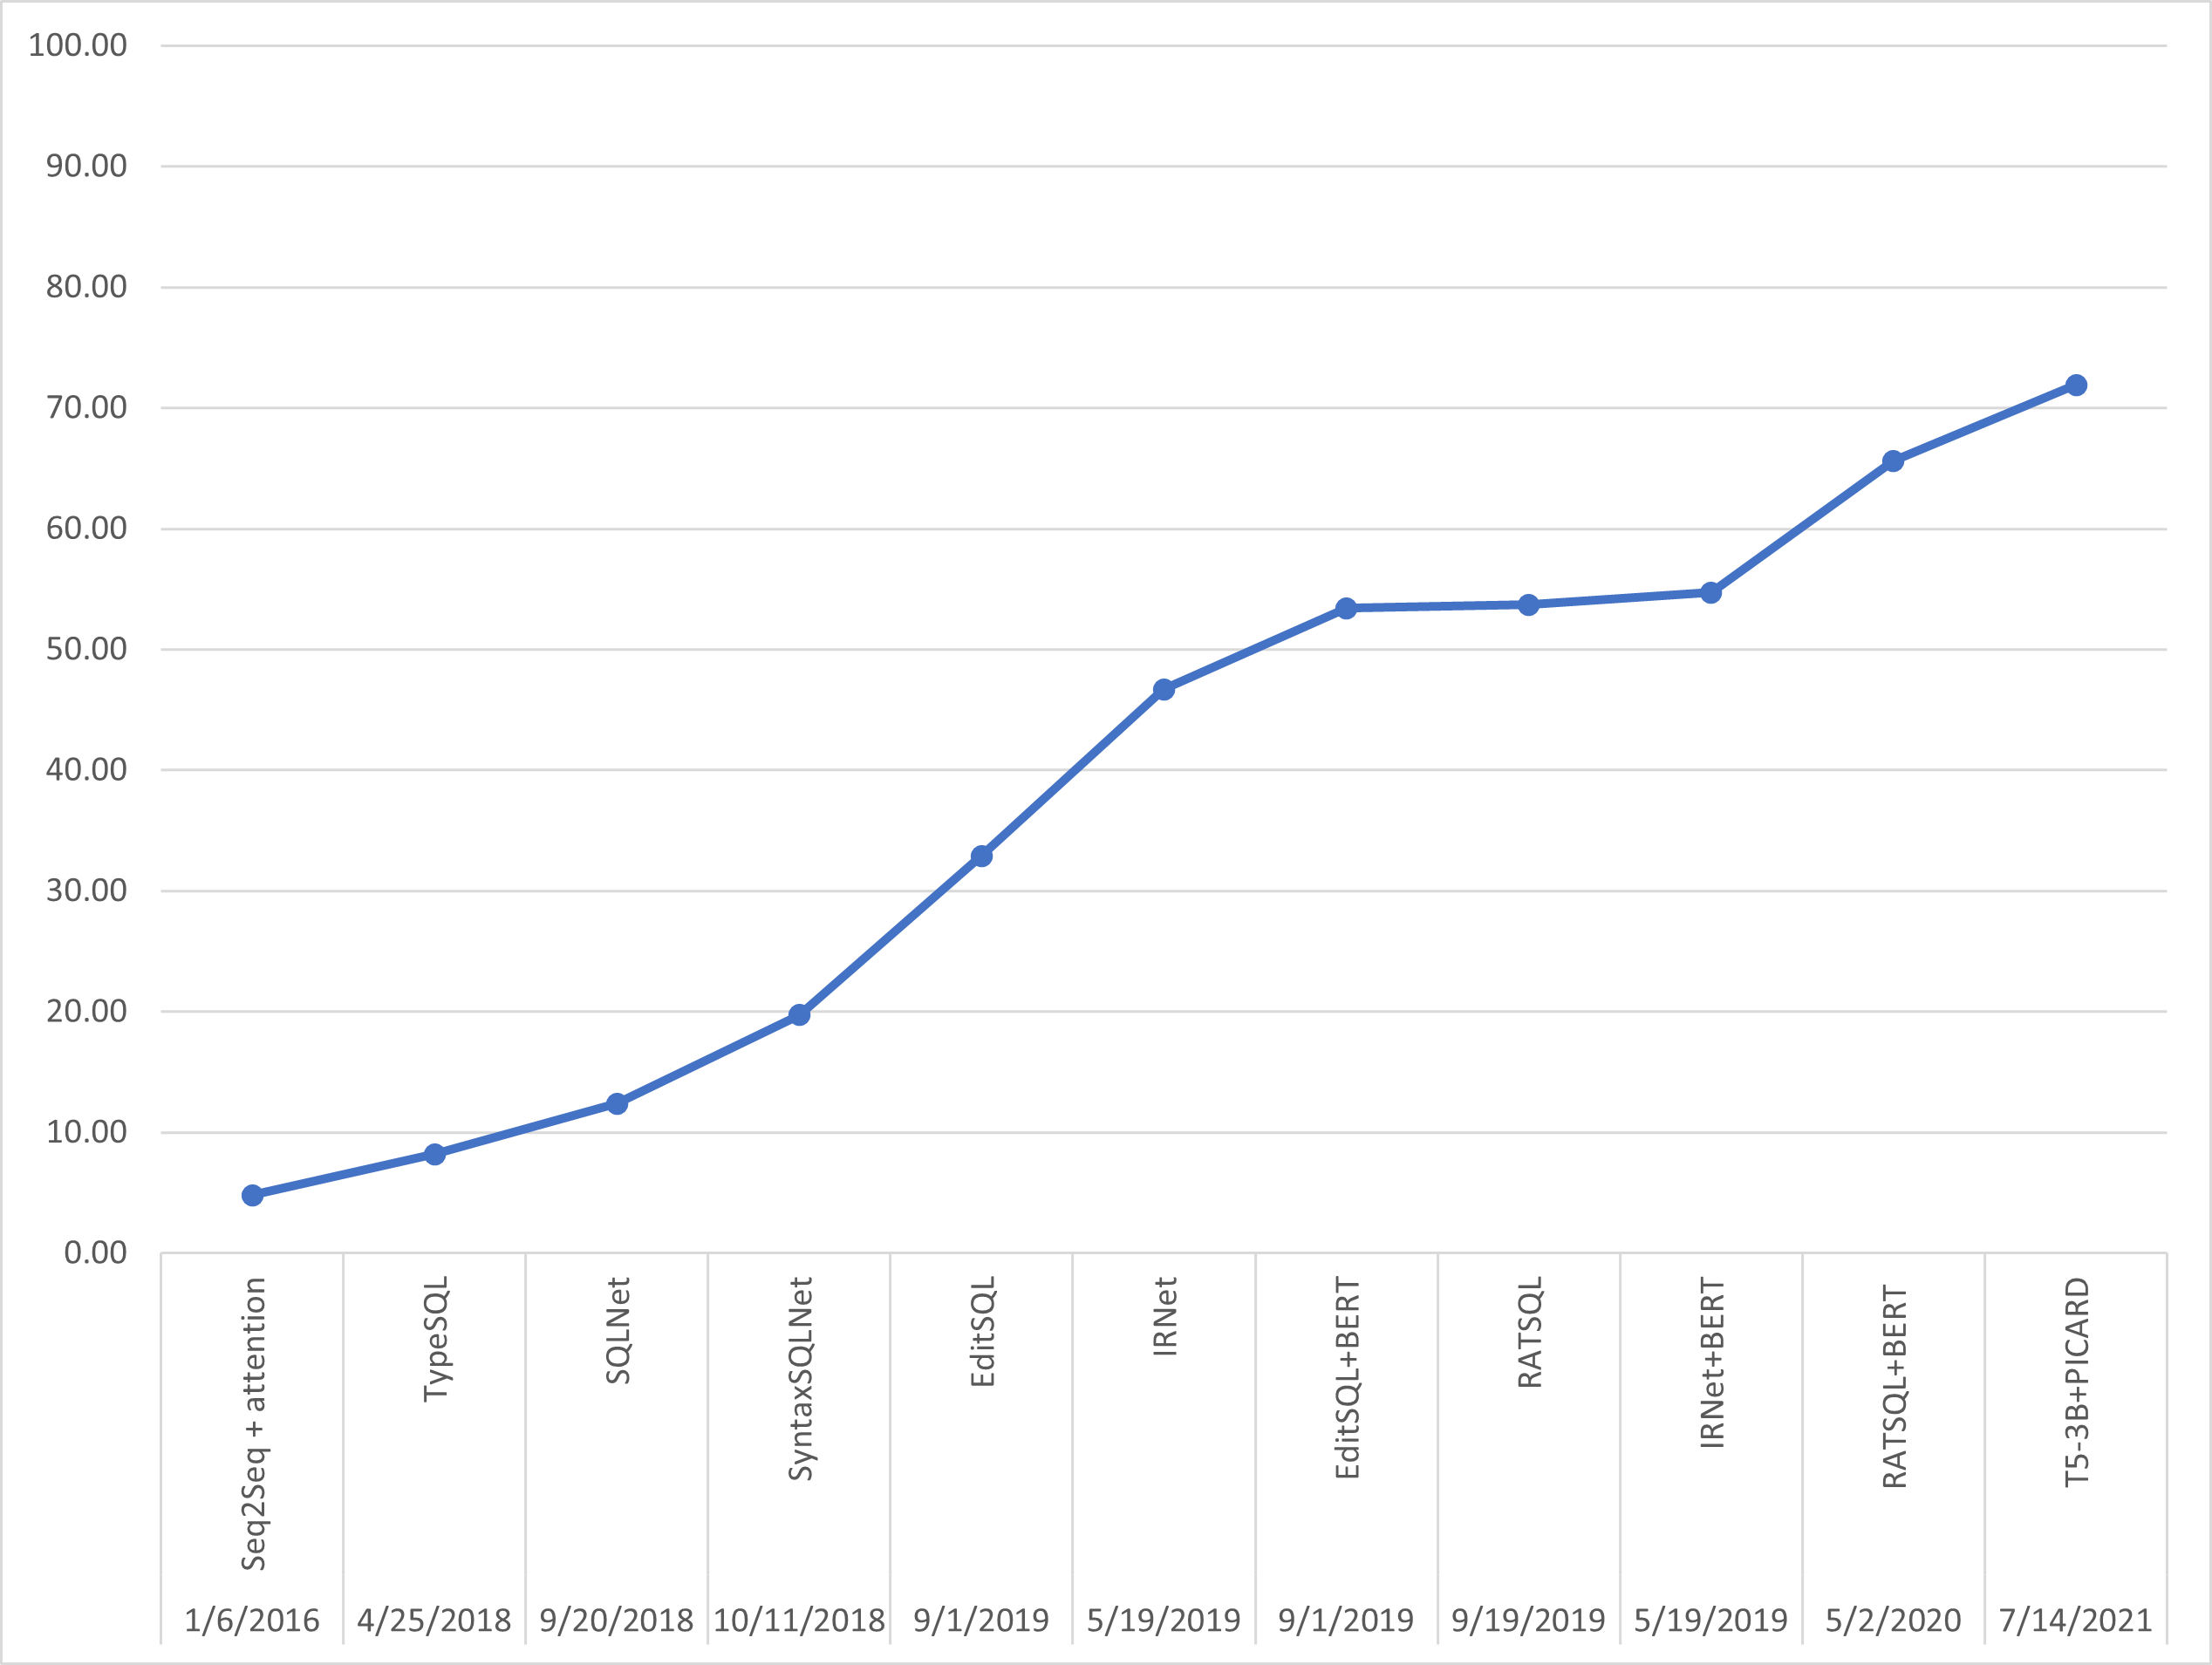 100.00
90.00
80.00
70.00
60.00
50.00
40.00
30.00
20.00
10.00
0.00
Seq2Seq + attention
TypeSQL
SQLNet
SyntaxSQLNet
EditSQL
IRNet
EditSQL+BERT
RATSQL
IRNet+BERT
RATSQL+BERT
T5-3B+PICARD
1/6/2016
4/25/2018
9/20/2018
10/11/2018
9/1/2019
5/19/2019
9/1/2019
9/19/2019
5/19/2019
5/2/2020
7/14/2021